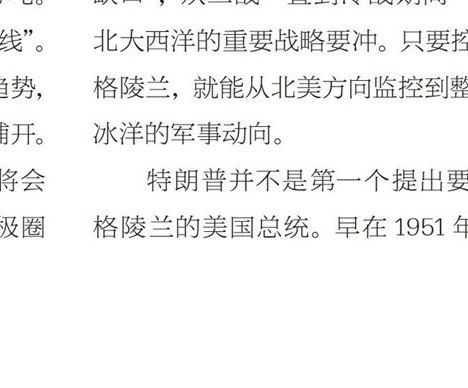 线”。
趋势，
铺开。
将会
极圈
北大西洋的重要战略要冲。只要控
格陵兰，就能从北美方向监控到整
冰洋的军事动向。
特朗普并不是第一个提出要
格陵兰的美国总统。早在 1951 年